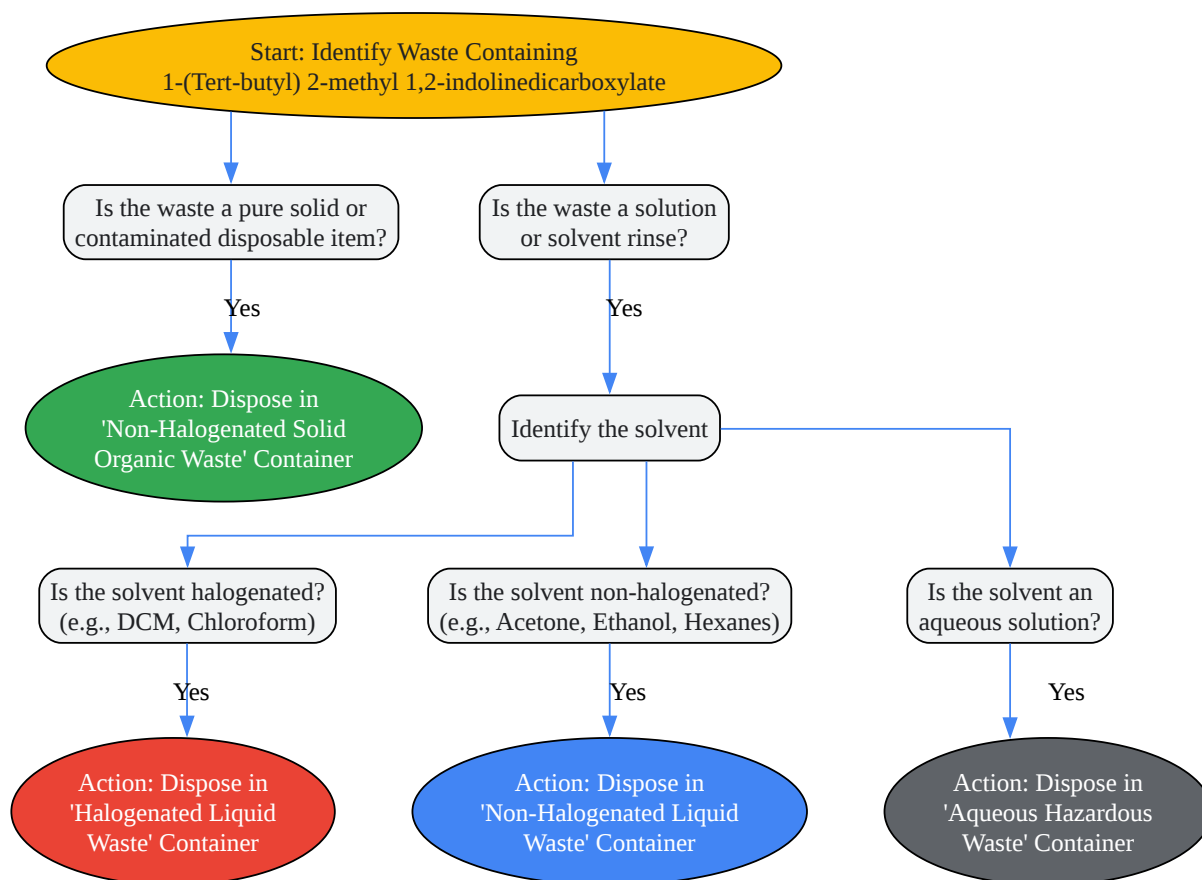 Start: Identify Waste Containing
1-(Tert-butyl) 2-methyl 1,2-indolinedicarboxylate
Is the waste a pure solid or
contaminated disposable item?
Is the waste a solution
or solvent rinse?
Yes
Yes
Action: Dispose in
'Non-Halogenated Solid
Organic Waste' Container
Identify the solvent
Is the solvent halogenated?
(e.g., DCM, Chloroform)
Is the solvent non-halogenated?
(e.g., Acetone, Ethanol, Hexanes)
Is the solvent an
aqueous solution?
Yes
Yes
Yes
Action: Dispose in
'Halogenated Liquid
Waste' Container
Action: Dispose in
'Non-Halogenated Liquid
Waste' Container
Action: Dispose in
'Aqueous Hazardous
Waste' Container